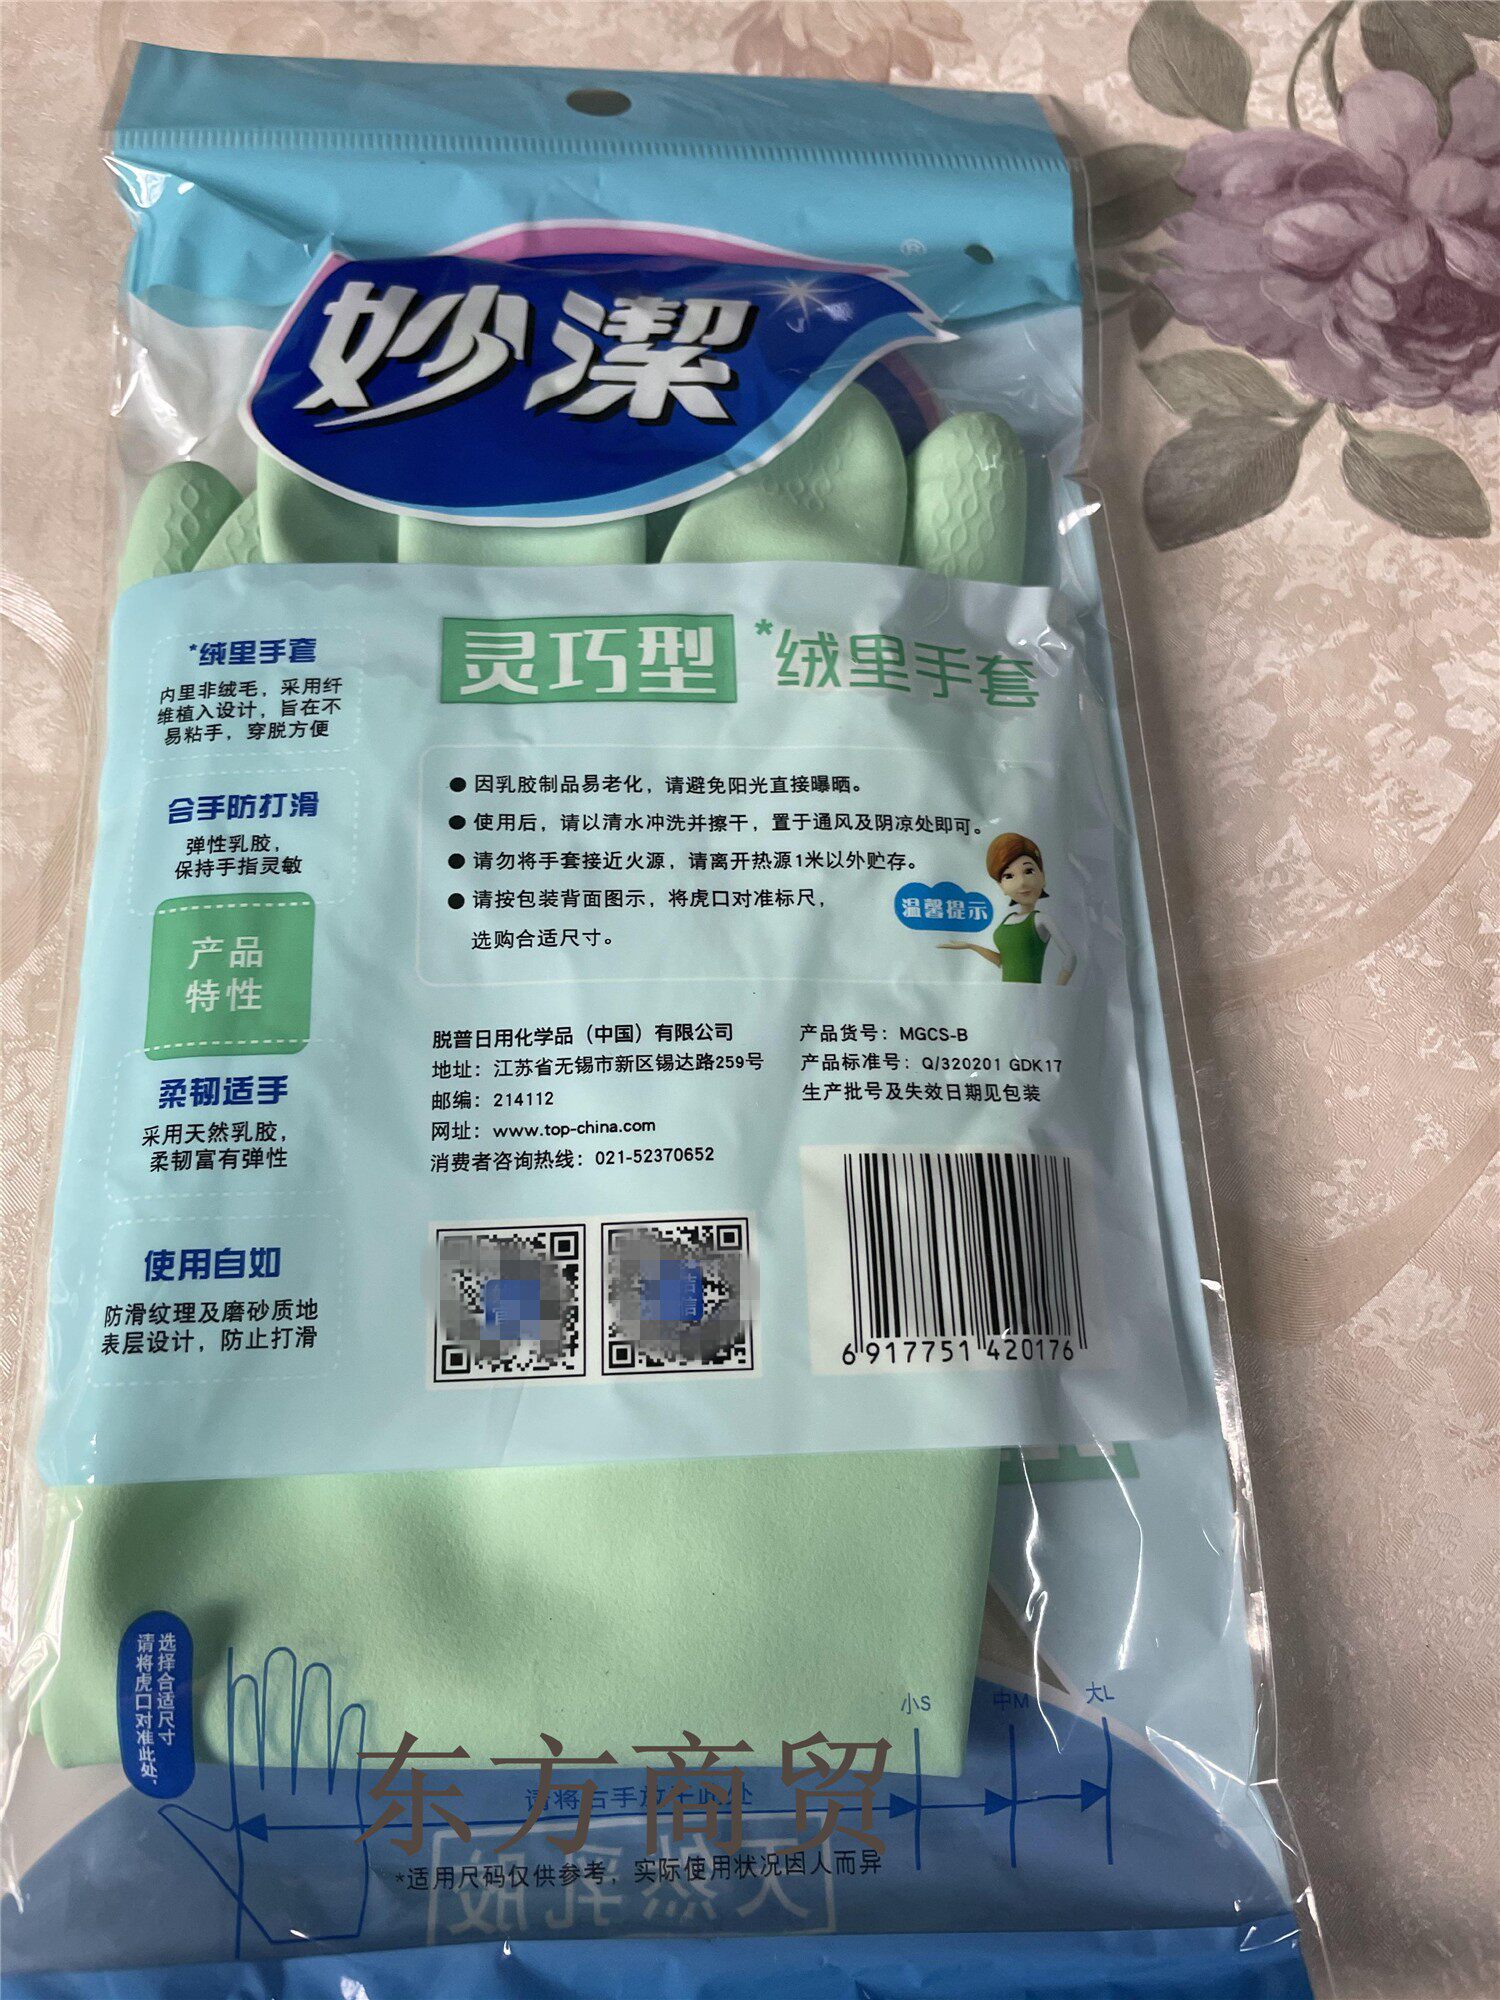 妙潔
®
灵巧型 *绒里手套
*绒里手套
内里非绒毛，采用纤
维植入设计，旨在不
易粘手，穿脱方便
合手防打滑
弹性乳胶，
保持手指灵敏
产品
特性
柔韧适手
采用天然乳胶，
柔韧富有弹性
使用自如
防滑纹理及磨砂质地
表层设计，防止打滑
● 因乳胶制品易老化，请避免阳光直接曝晒。
● 使用后，请以清水冲洗并擦干，置于通风及阴凉处即可。
● 请勿将手套接近火源，请离开热源1米以外贮存。
● 请按包装背面图示，将虎口对准标尺，
选购合适尺寸。
温馨提示
脱普日用化学品（中国）有限公司
地址：江苏省无锡市新区锡达路259号
邮编：214112
网址：www.top-china.com
消费者咨询热线：021-52370652
产品货号：MGCS-B
产品标准号：Q/320201 GDK17
生产批号及失效日期见包装
6 917751 420176
选择合适尺寸
请将虎口对准此处，
小S
中M
大L
请将右手放于此处
东方商贸
*适用尺码仅供参考，实际使用状况因人而异
天然乳胶